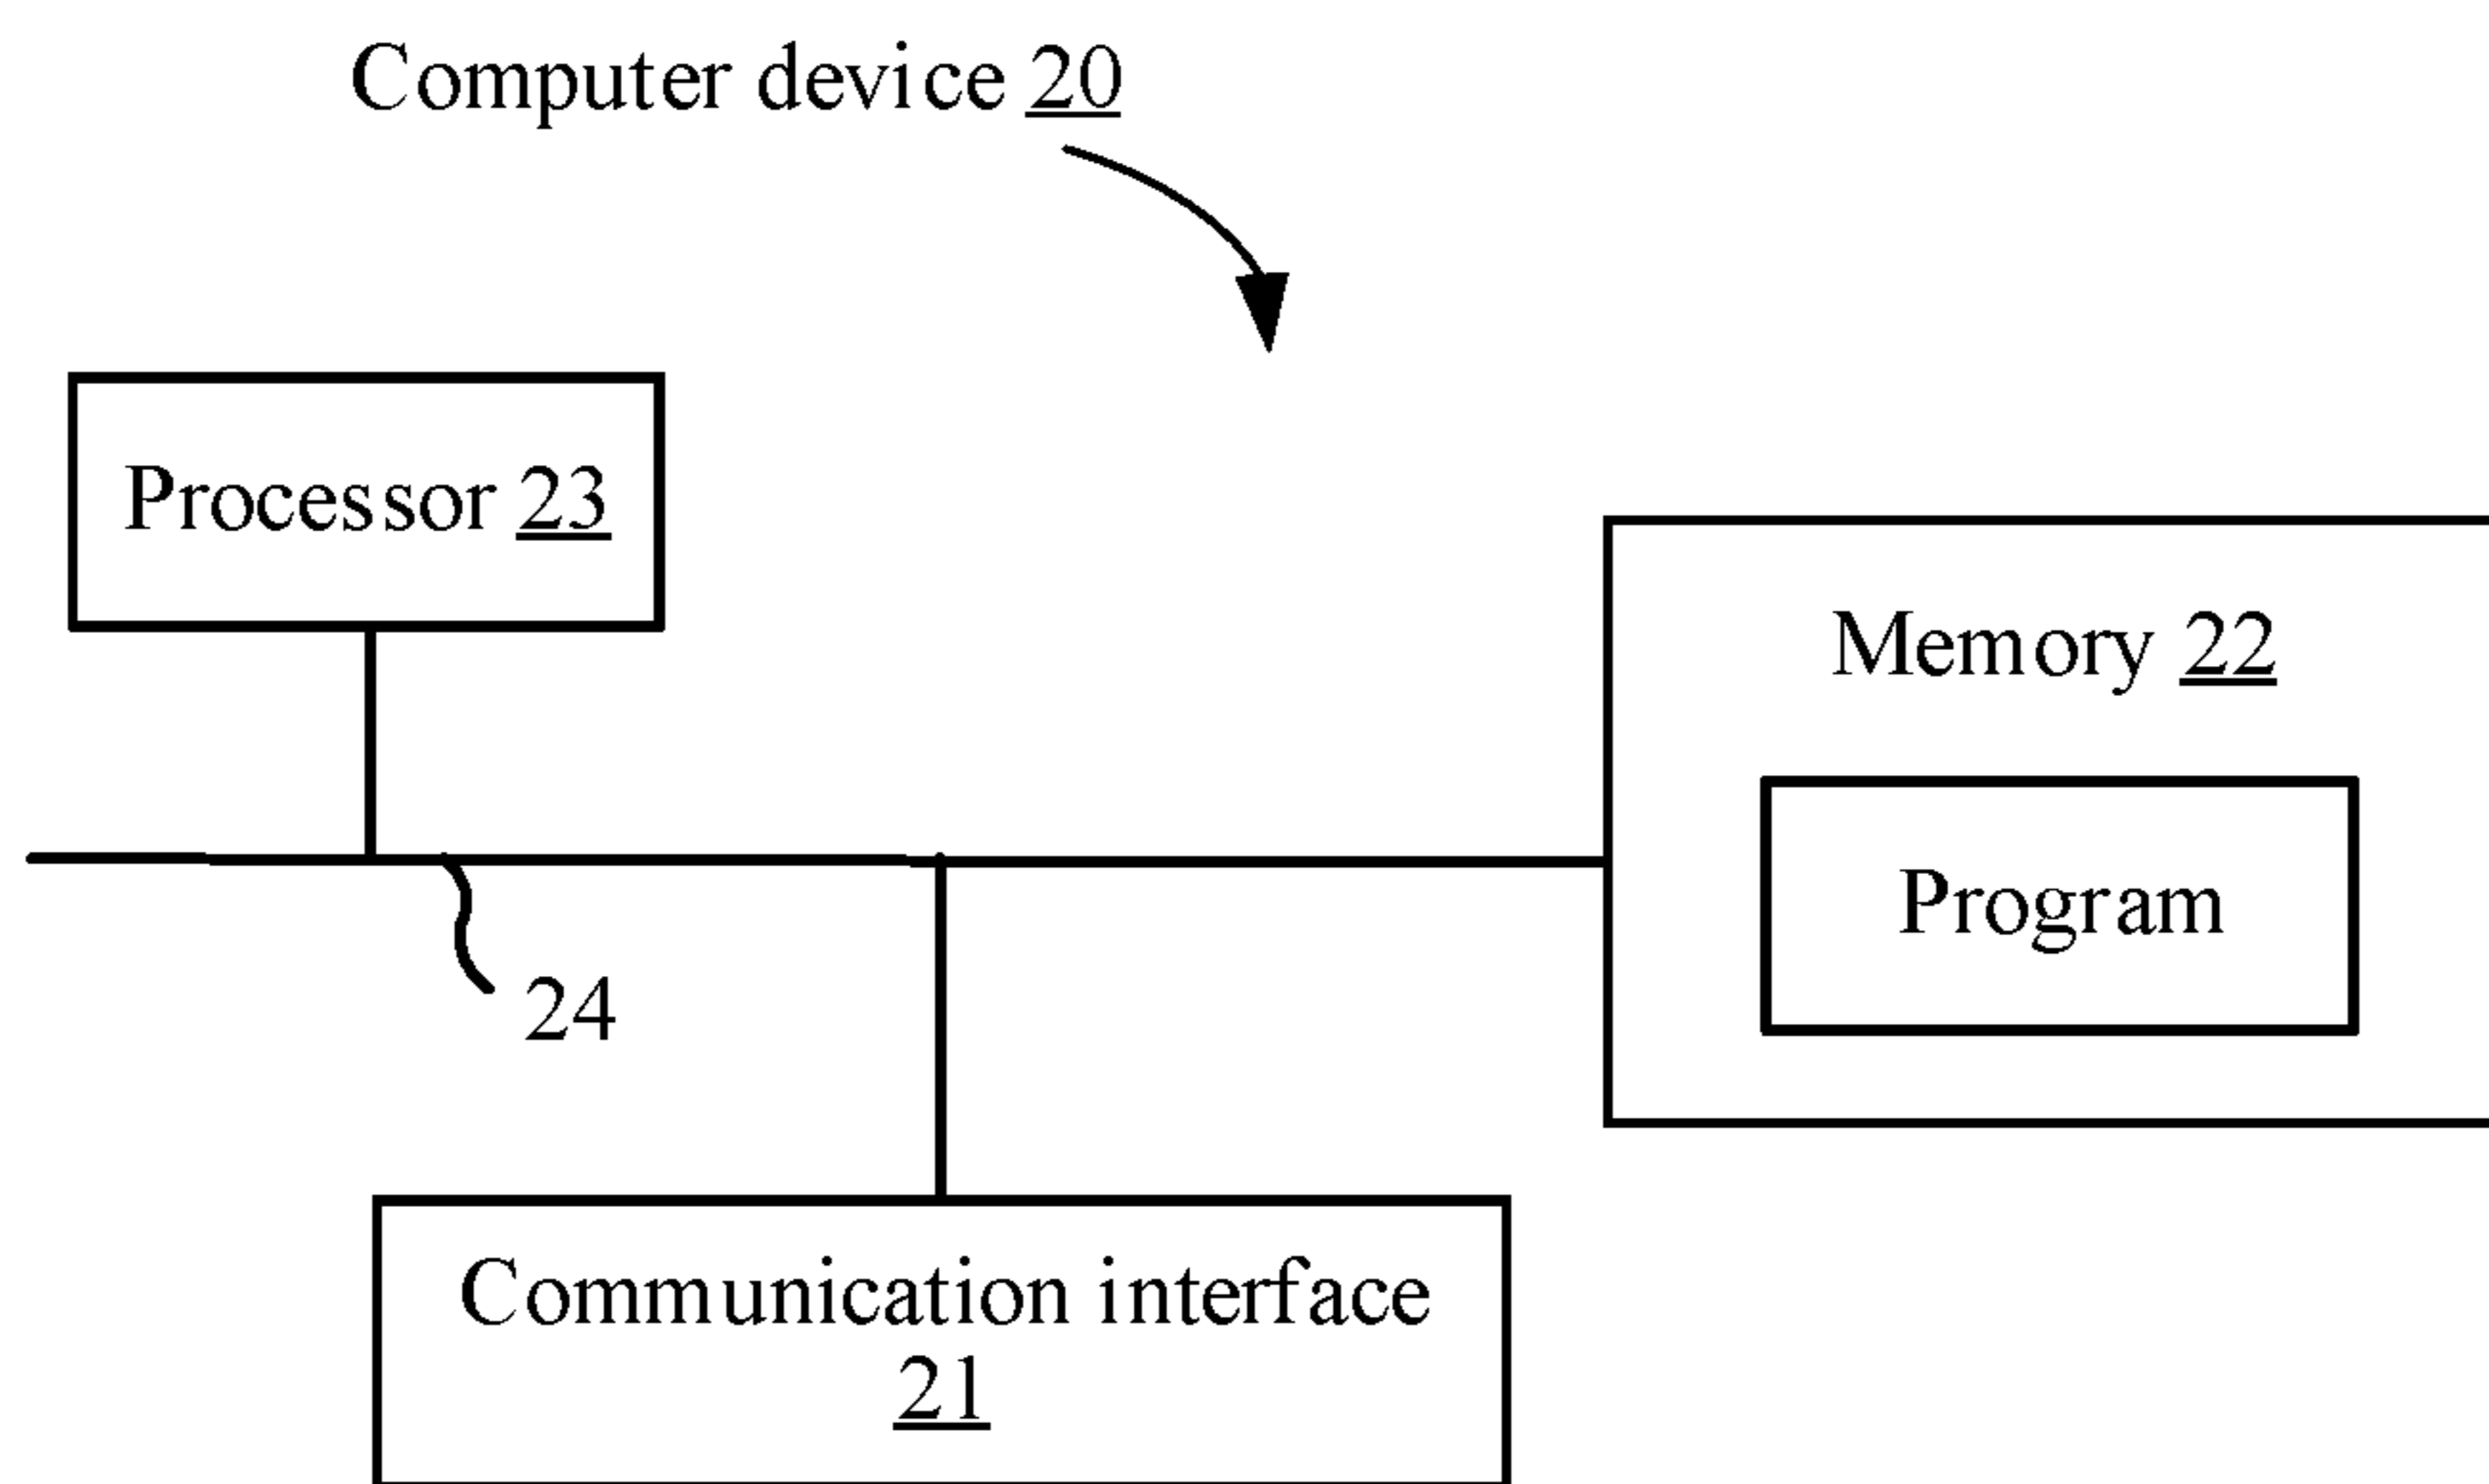 Computer device 20
Processor 23
Memory 22
Program
24
Communication interface
21